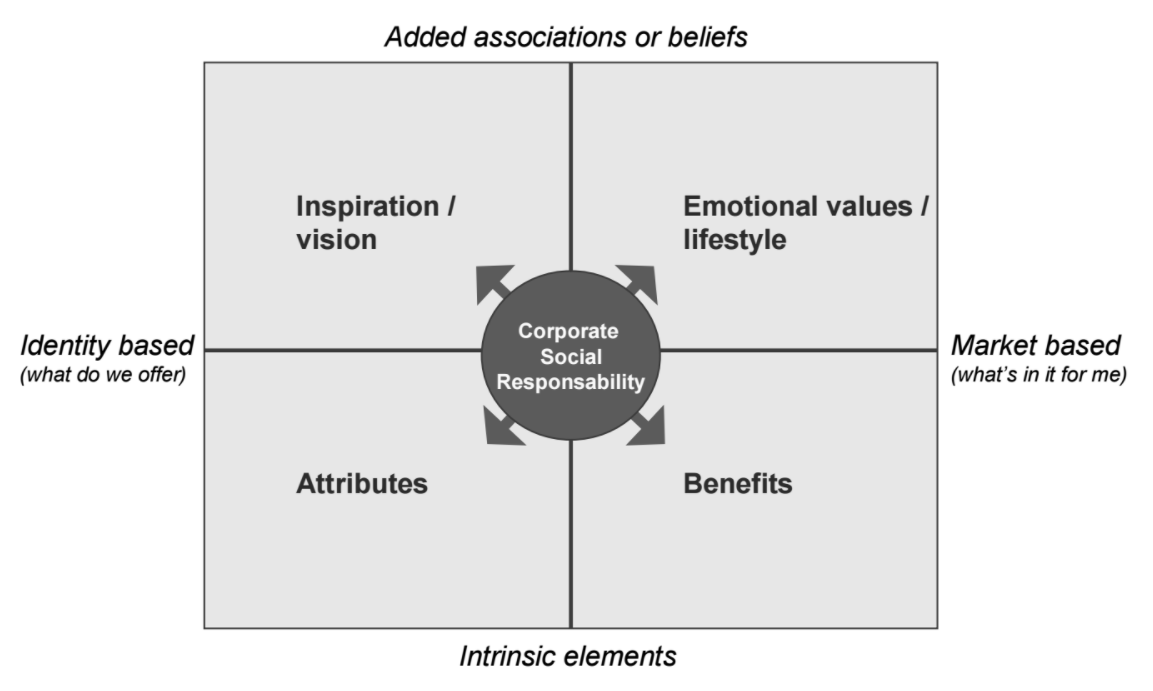 Added associations or beliefs
Inspiration /
vision
Emotional values /
lifestyle
Identity based
(what do we offer)
Corporate
Social
Responsability
Market based
(what's in it for me)
Attributes
Benefits
Intrinsic elements